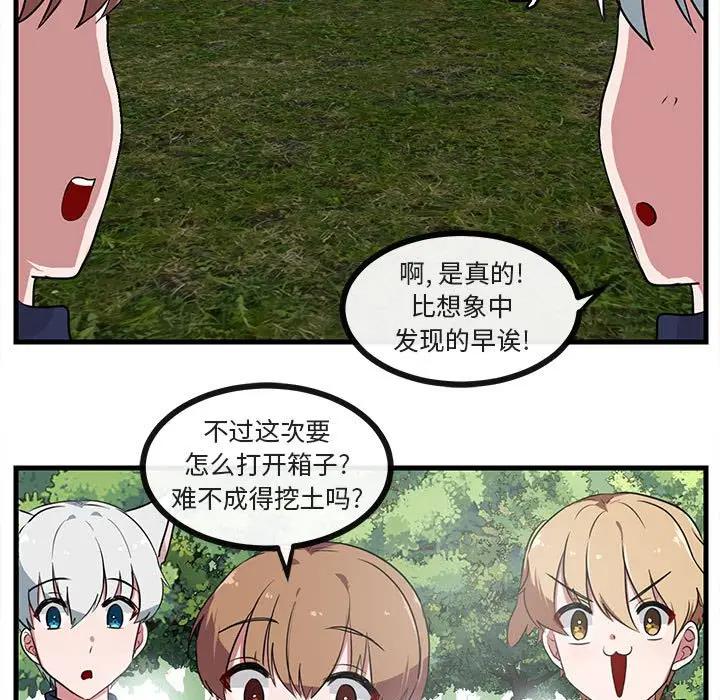 啊, 是真的!
比想象中
发现的早诶!
不过这次要
怎么打开箱子?
难不成得挖土吗?